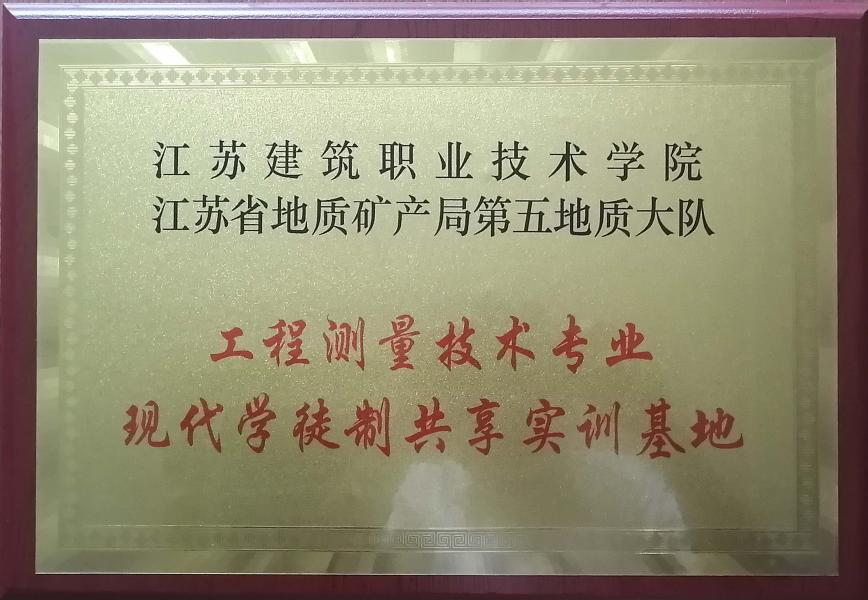 江苏建筑职业技术学院
江苏省地质矿产局第五地质大队
工程测量技术专业
现代学徒制共享实训基地